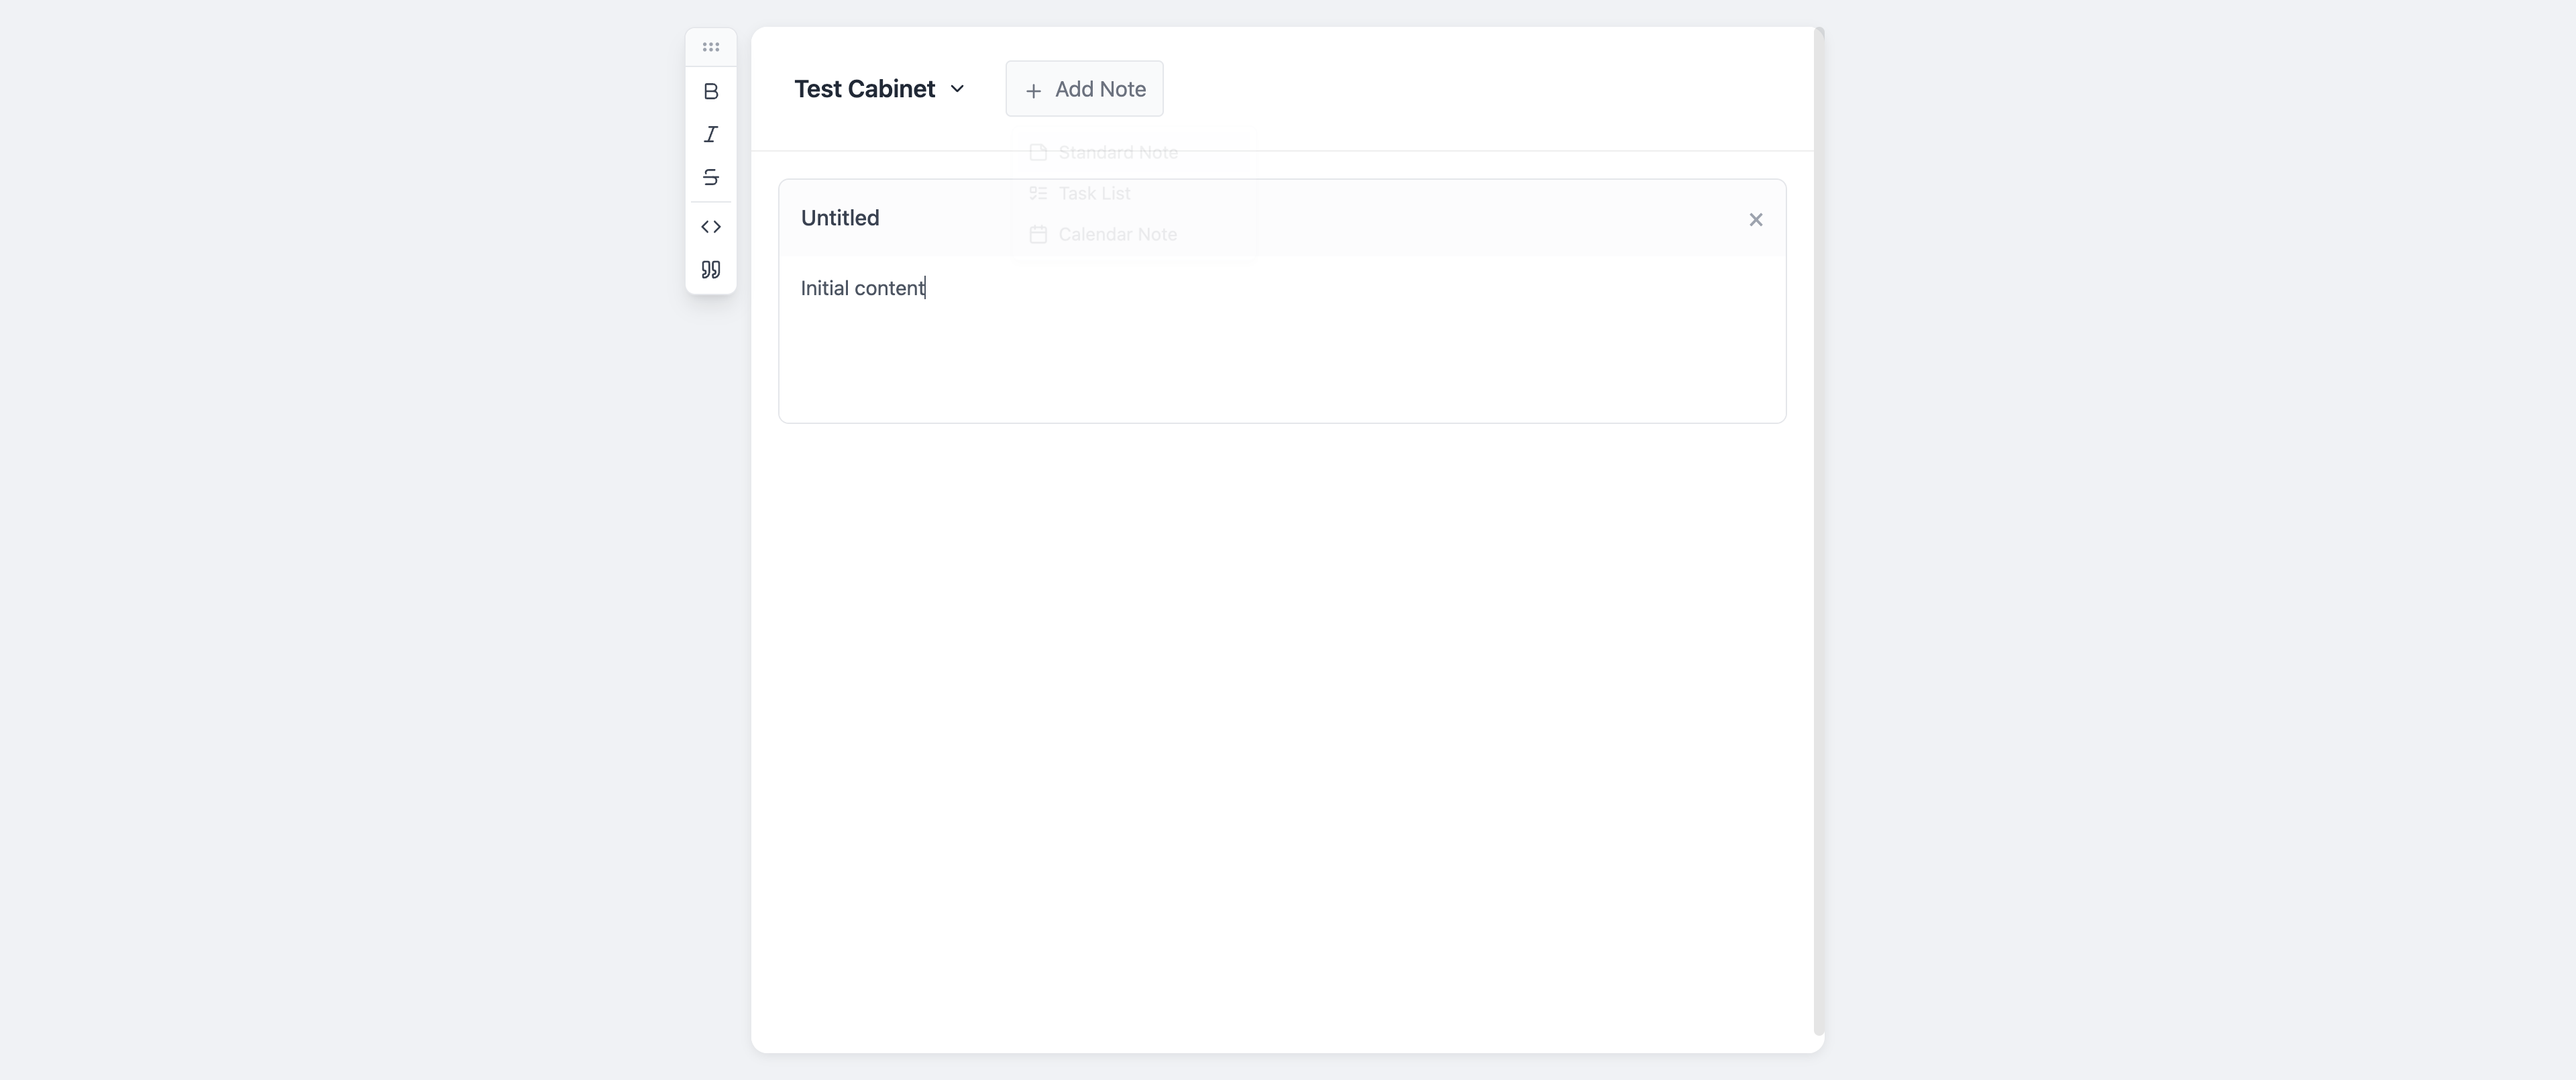 Test Cabinet
Add Note
Standard Note
Task List
Calendar Note
Untitled
Initial content